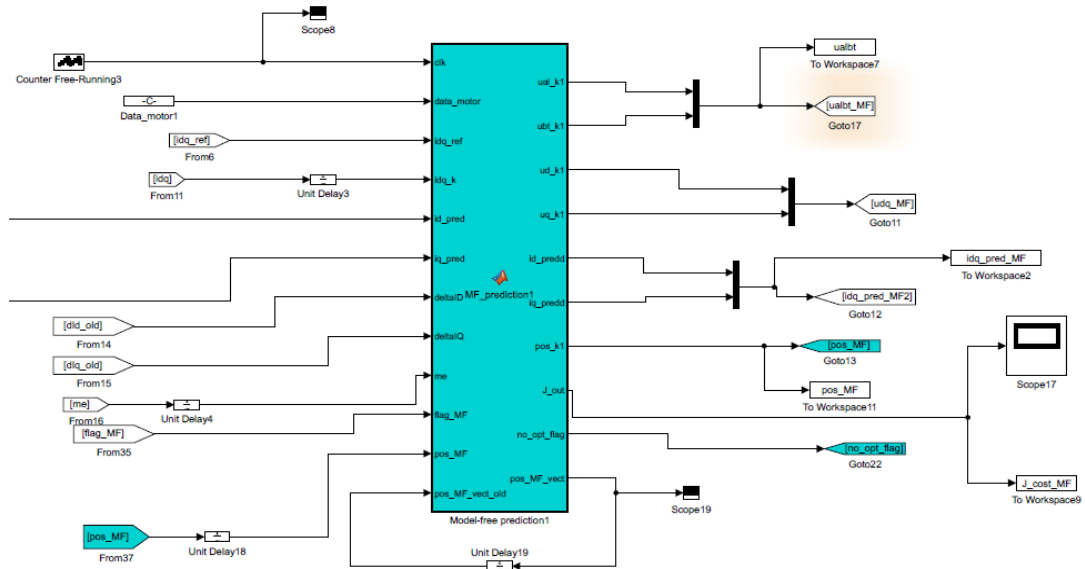 Scope8
Counter Free-Running3
-C-
Data_motor1
[idq_ref]
From6
[idq]
From11
Unit Delay3
[dId_old]
From14
[dIq_old]
From15
[me]
From16
Unit Delay4
[flag_MF]
From35
[pos_MF]
From37
Unit Delay18
clk
data_motor
idq_ref
idq_k
id_pred
iq_pred
deltaID
deltaIQ
me
flag_MF
pos_MF
pos_MF_vect_old
MF_prediction1
ual_k1
ubt_k1
ud_k1
uq_k1
id_predd
iq_predd
pos_k1
J_out
no_opt_flag
pos_MF_vect
Model-free prediction1
Unit Delay19
ualbt
To Workspace7
[ualbt_MF]
Goto17
[udq_MF]
Goto11
idq_pred_MF
To Workspace2
[idq_pred_MF2]
Goto12
[pos_MF]
Goto13
pos_MF
To Workspace11
Scope17
[no_opt_flag]
Goto22
J_cost_MF
To Workspace9
Scope19